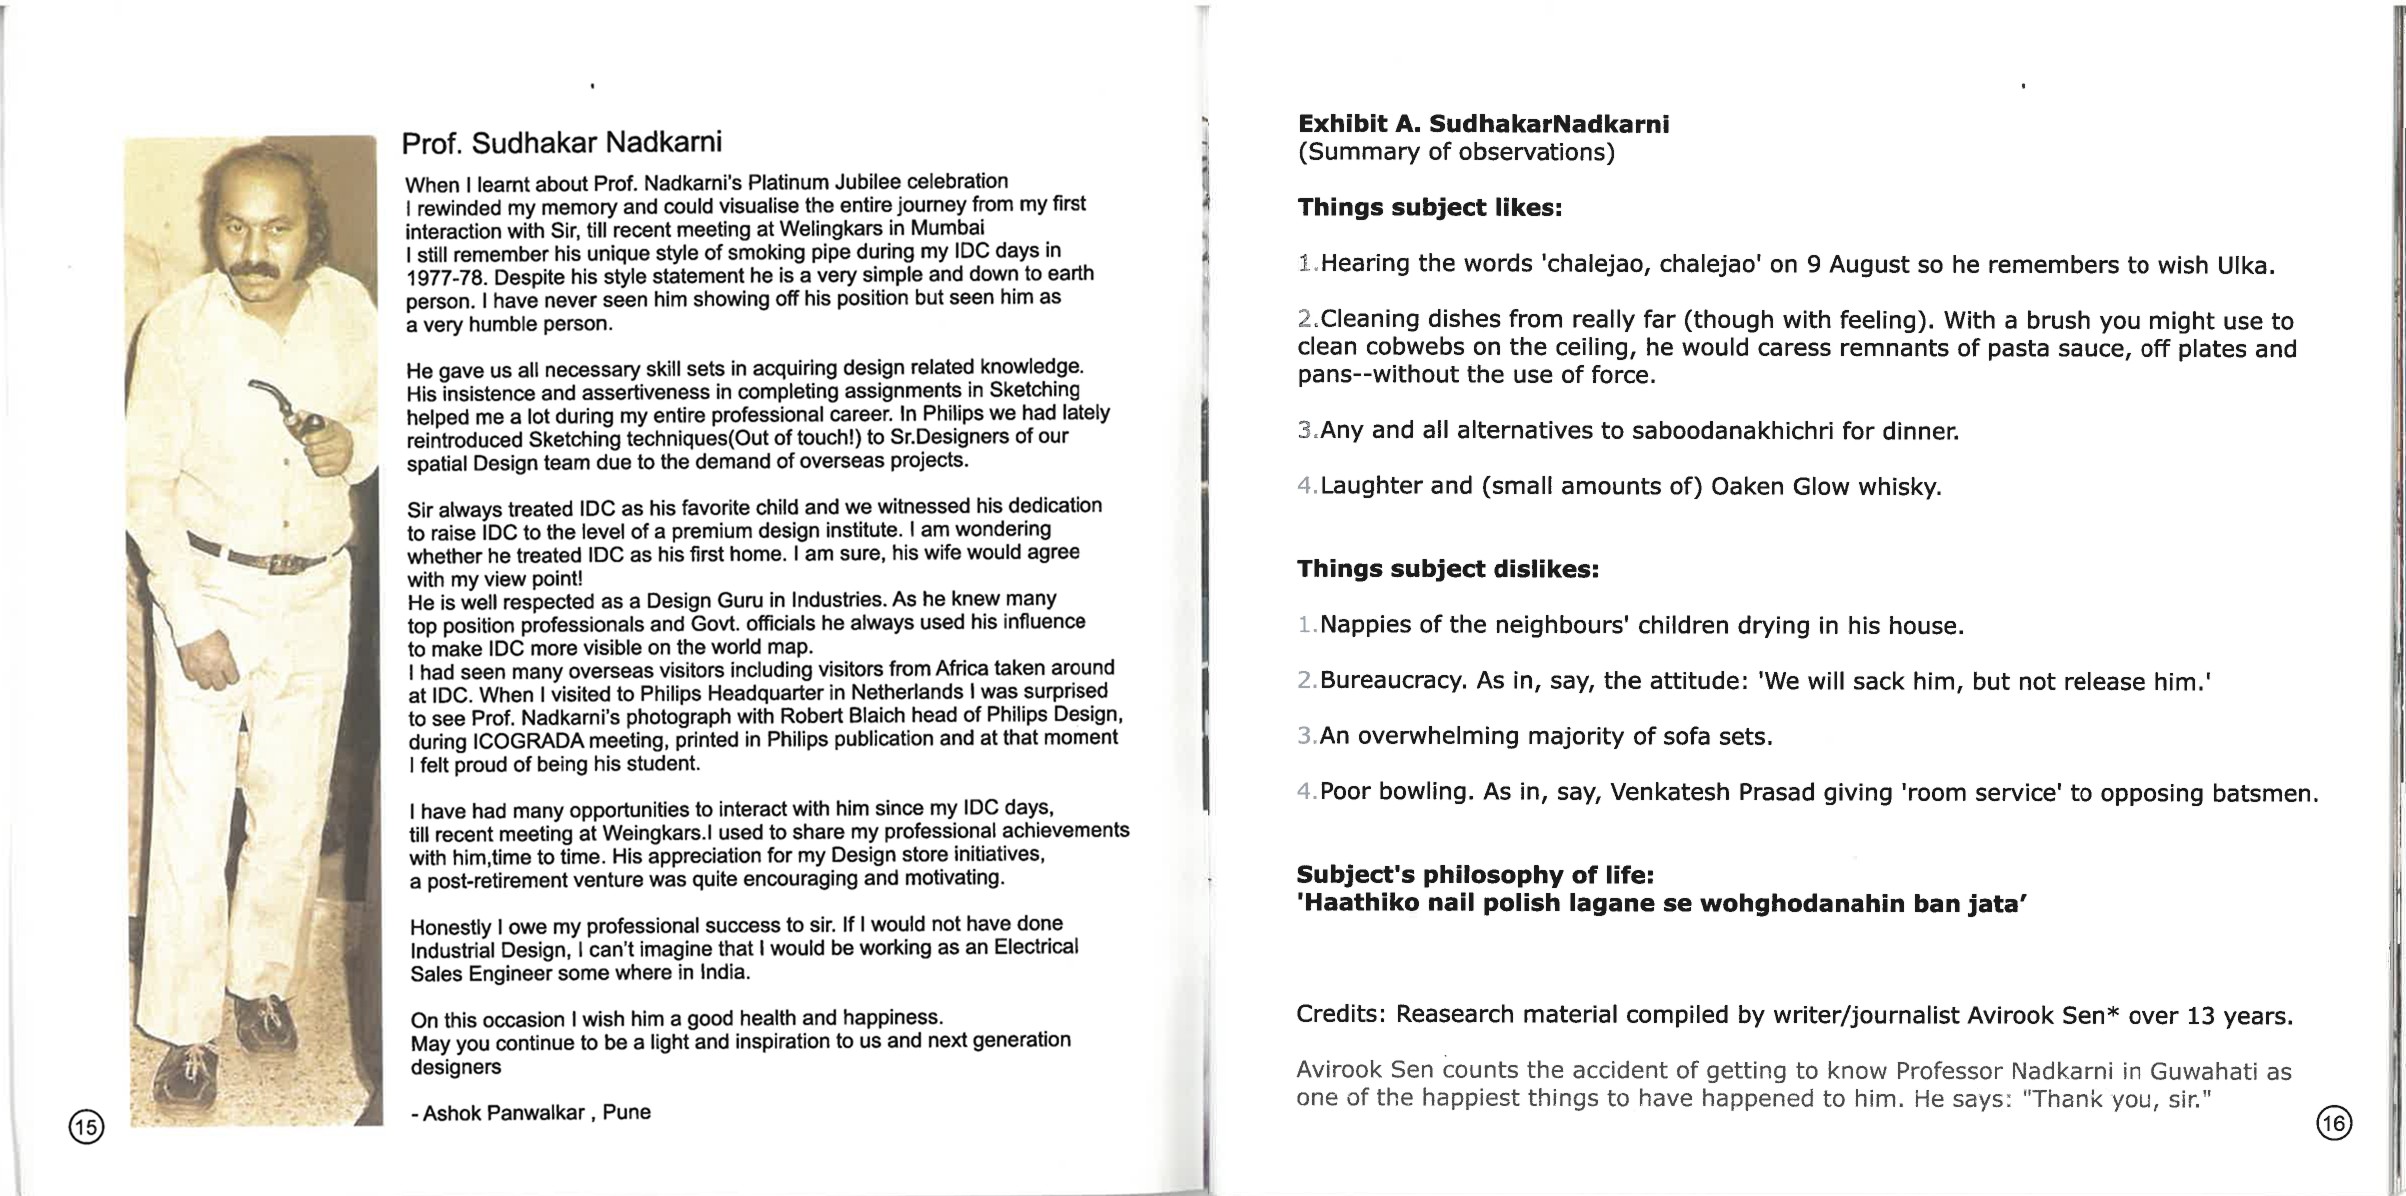 Prof. Sudhakar Nadkarni
When I learnt about Prof. Nadkarni's Platinum Jubilee celebration
I rewinded my memory and could visualise the entire journey from my first
interaction with Sir, till recent meeting at Welingkars in Mumbai
I still remember his unique style of smoking pipe during my IDC days in
1977-78. Despite his style statement he is a very simple and down to earth
person. I have never seen him showing off his position but seen him as
a very humble person.
He gave us all necessary skill sets in acquiring design related knowledge.
His insistence and assertiveness in completing assignments in Sketching
helped me a lot during my entire professional career. In Philips we had lately
reintroduced Sketching techniques(Out of touch!) to Sr.Designers of our
spatial Design team due to the demand of overseas projects.
Sir always treated IDC as his favorite child and we witnessed his dedication
to raise IDC to the level of a premium design institute. I am wondering
whether he treated IDC as his first home. I am sure, his wife would agree
with my view point!
He is well respected as a Design Guru in Industries. As he knew many
top position professionals and Govt. officials he always used his influence
to make IDC more visible on the world map.
I had seen many overseas visitors including visitors from Africa taken around
at IDC. When I visited to Philips Headquarter in Netherlands I was surprised
to see Prof. Nadkarni's photograph with Robert Blaich head of Philips Design,
during ICOGRADA meeting, printed in Philips publication and at that moment
I felt proud of being his student.
I have had many opportunities to interact with him since my IDC days,
till recent meeting at Weingkars.I used to share my professional achievements
with him,time to time. His appreciation for my Design store initiatives,
a post-retirement venture was quite encouraging and motivating.
Honestly I owe my professional success to sir. If I would not have done
Industrial Design, I can't imagine that I would be working as an Electrical
Sales Engineer some where in India.
On this occasion I wish him a good health and happiness.
May you continue to be a light and inspiration to us and next generation
designers
- Ashok Panwalkar , Pune
15
Exhibit A. SudhakarNadkarni
(Summary of observations)
Things subject likes:
1.Hearing the words 'chalejao, chalejao' on 9 August so he remembers to wish Ulka.
2.Cleaning dishes from really far (though with feeling). With a brush you might use to
clean cobwebs on the ceiling, he would caress remnants of pasta sauce, off plates and
pans--without the use of force.
3.Any and all alternatives to saboodanakhichri for dinner.
4.Laughter and (small amounts of) Oaken Glow whisky.
Things subject dislikes:
1.Nappies of the neighbours' children drying in his house.
2.Bureaucracy. As in, say, the attitude: 'We will sack him, but not release him.'
3.An overwhelming majority of sofa sets.
4.Poor bowling. As in, say, Venkatesh Prasad giving 'room service' to opposing batsmen.
Subject's philosophy of life:
'Haathiko nail polish lagane se wohghodanahin ban jata'
Credits: Reasearch material compiled by writer/journalist Avirook Sen* over 13 years.
Avirook Sen counts the accident of getting to know Professor Nadkarni in Guwahati as
one of the happiest things to have happened to him. He says: "Thank you, sir."
16